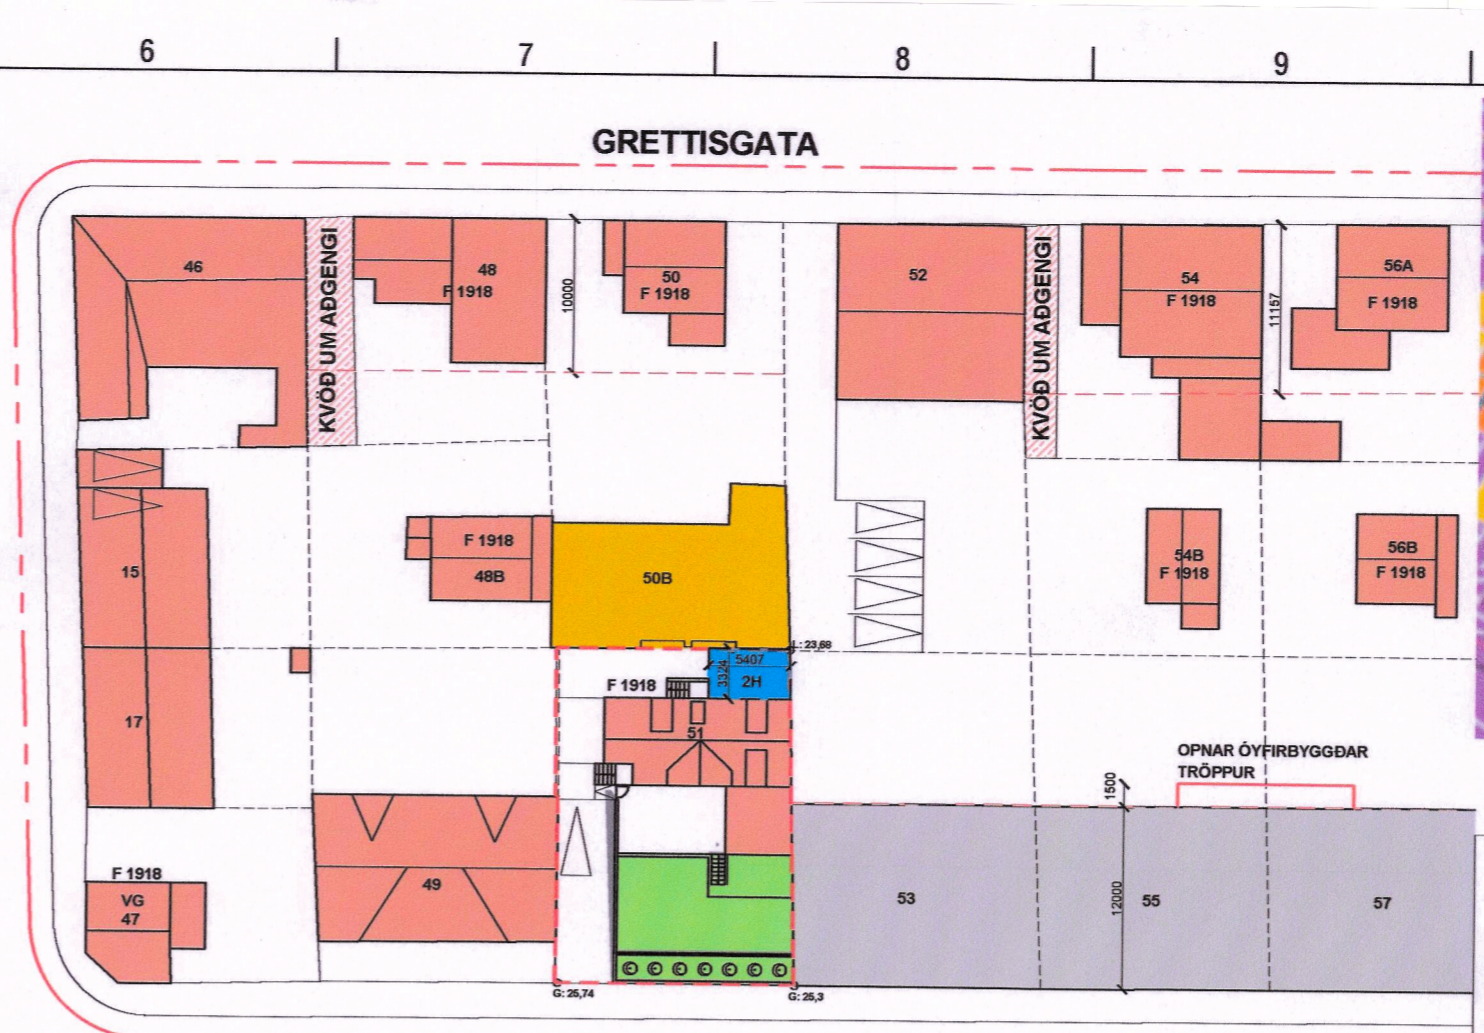 6
7
8
9
GRETTISGATA
46
KVÖÐ UM AÐGENGI
48
F 1918
10000
50
F 1918
52
KVÖÐ UM AÐGENGI
54
F 1918
11157
56A
F 1918
15
F 1918
48B
50B
54B
F 1918
56B
F 1918
L: 23,68
5407
3324
2H
F 1918
51
17
OPNAR ÓYFIRBYGGÐAR
TRÖPPUR
1500
F 1918
VG
47
49
53
12000
55
57
G: 25,74
G: 25,3